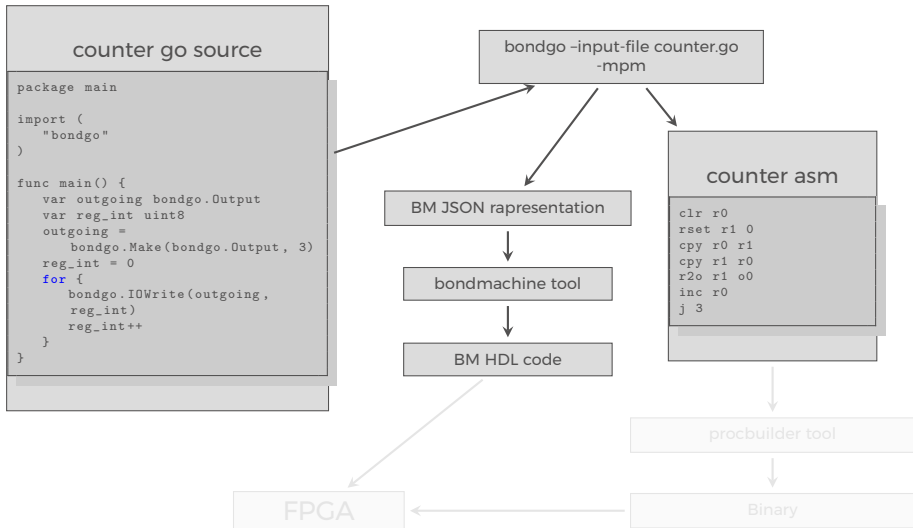 counter go source
package main
import (
"bondgo"
)
func main() {
var outgoing bondgo.Output
var reg_int uint8
outgoing =
bondgo.Make(bondgo.Output, 3)
reg_int = 0
for {
bondgo.IOWrite(outgoing,
reg_int)
reg_int++
}
}
bondgo –input-file counter.go
-mpm
BM JSON rapresentation
bondmachine tool
BM HDL code
counter asm
clr r0
rset r1 0
cpy r0 r1
cpy r1 r0
r2o r1 o0
inc r0
j 3
procbuilder tool
Binary
FPGA